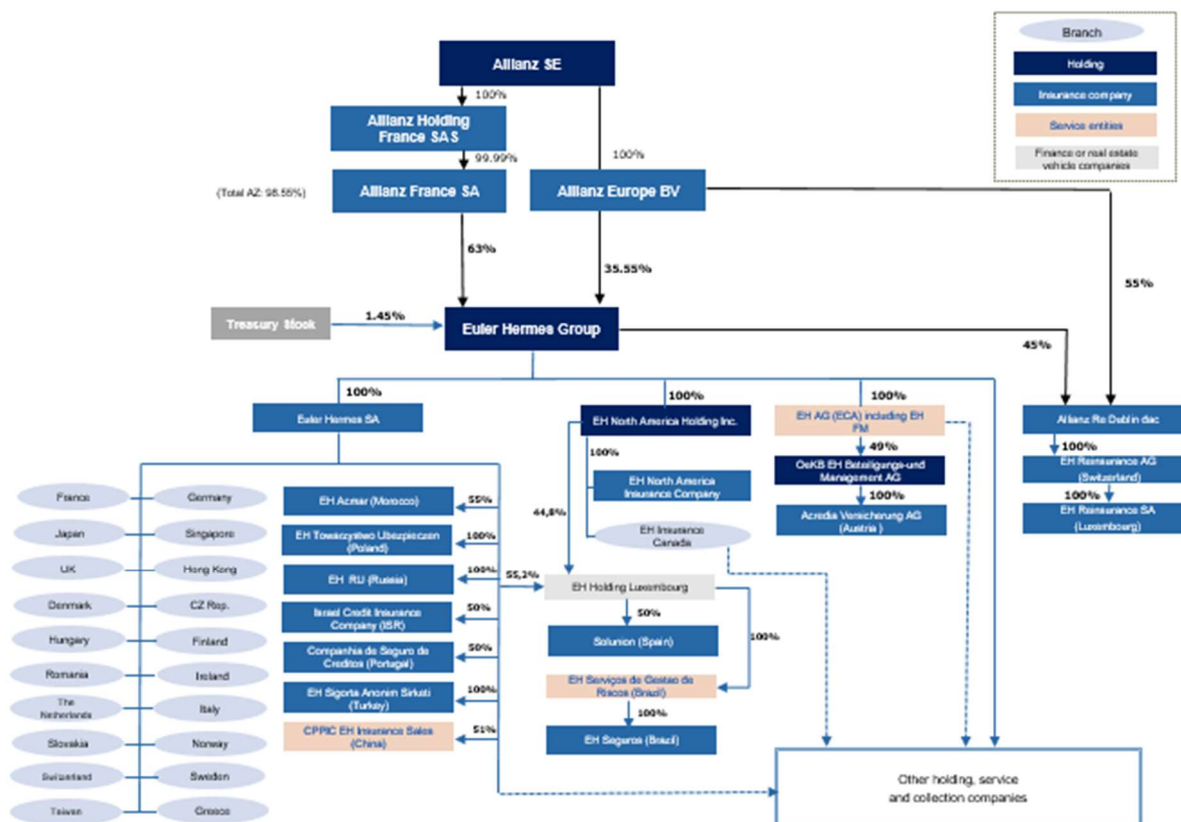 Branch
Holding
Insurance company
Service entities
Finance or real estate
vehicle companies
Allianz SE
100%
Allianz Holding
France SAS
99.99%
100%
(Total AZ: 98.55%)
Allianz France SA
Allianz Europe BV
63%
35.55%
55%
Treasury Stock
1.45%
Euler Hermes Group
45%
100%
100%
100%
Euler Hermes SA
EH North America Holding Inc.
EH AG (ECA) including EH
FM
Allianz Re Dublin dac
100%
49%
100%
EH North America
Insurance Company
OeKB EH Beteiligungs-und
Management AG
EH Reinsurance AG
(Switzerland)
100%
100%
Acredia Versicherung AG
(Austria)
EH Reinsurance SA
(Luxembourg)
44,8%
EH Insurance
Canada
55,2%
EH Holding Luxembourg
50%
100%
Solunion (Spain)
EH Serviços de Gestao de
Riscos (Brazil)
100%
EH Seguros (Brazil)
EH Acmar (Morocco)
55%
EH Towarzystwo Ubezpieczen
(Poland)
100%
EH RU (Russia)
100%
Israel Credit Insurance
Company (ISR)
50%
Companhia de Seguro de
Creditos (Portugal)
50%
EH Sigorta Anonim Sirketi
(Turkey)
100%
CPPIC EH Insurance Sales
(China)
51%
France
Germany
Japan
Singapore
UK
Hong Kong
Denmark
CZ Rep.
Hungary
Finland
Romania
Ireland
The
Netherlands
Italy
Slovakia
Norway
Switzerland
Sweden
Taiwan
Greece
Other holding, service
and collection companies